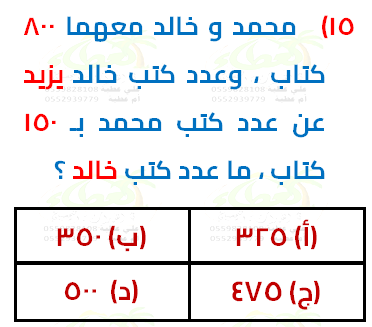 ١٥) محمد و خالد معهما ٨٠٠
كتاب ، وعدد كتب خالد يزيد
عن عدد كتب محمد بـ ١٥٠
كتاب ، ما عدد كتب خالد ؟
(أ) ٣٢٥ (ب) ٣٥٠
(ج) ٤٧٥ (د) ٥٠٠